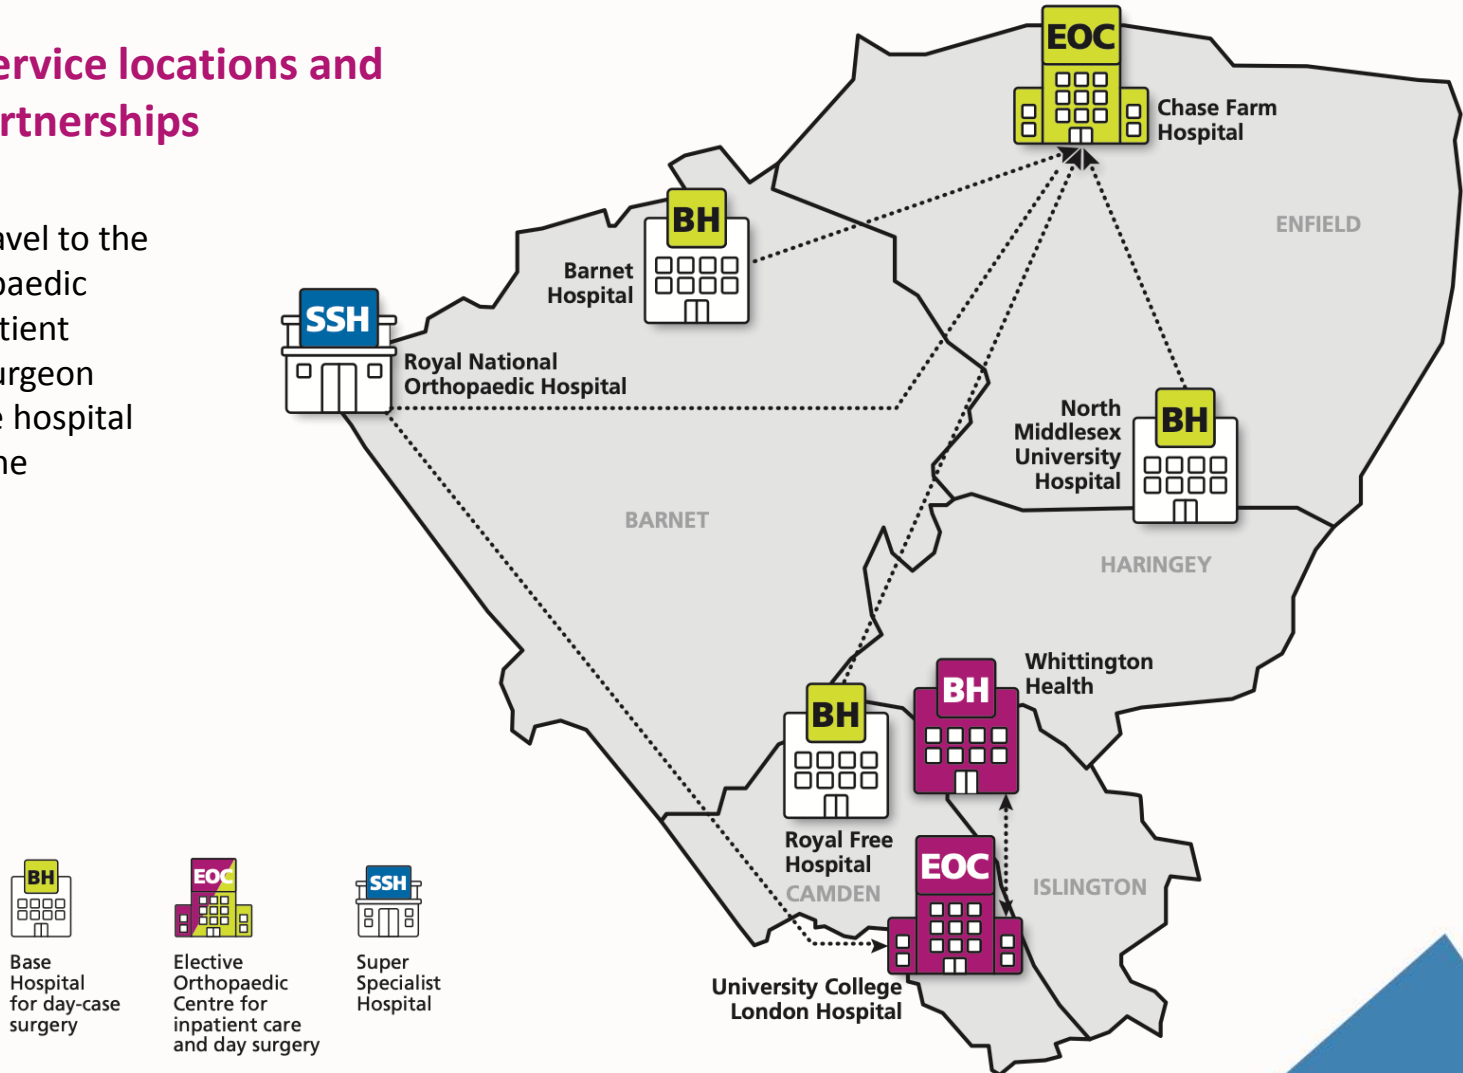 ervice locations and
rtnerships
avel to the
paedic
tient
urgeon
e hospital
ne
EOC
Chase Farm
Hospital
ENFIELD
BH
Barnet
Hospital
SSH
Royal National
Orthopaedic Hospital
North
Middlesex
University
Hospital
BH
BARNET
HARINGEY
Whittington
Health
BH
BH
Royal Free
Hospital
CAMDEN
EOC
ISLINGTON
University College
London Hospital
BH
Base
Hospital
for day-case
surgery
EOC
Elective
Orthopaedic
Centre for
inpatient care
and day surgery
SSH
Super
Specialist
Hospital